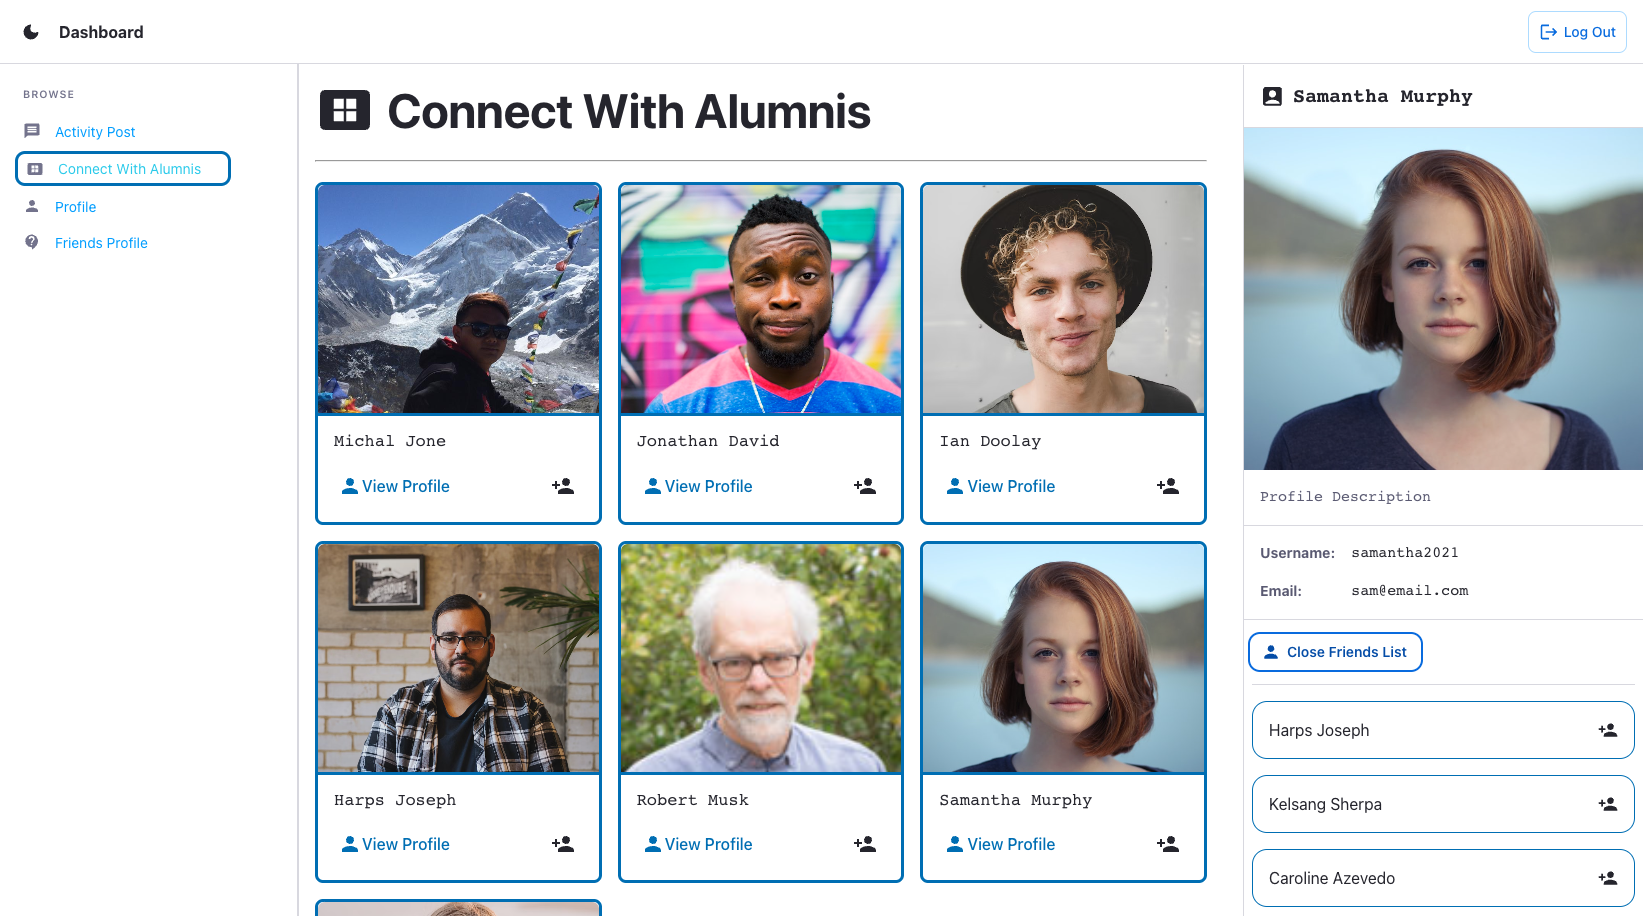 Dashboard
Log Out
BROWSE
Activity Post
Connect With Alumnis
Profile
Friends Profile
Connect With Alumnis
Michal Jone
View Profile
Jonathan David
View Profile
Ian Doolay
View Profile
Harps Joseph
View Profile
Robert Musk
View Profile
Samantha Murphy
View Profile
Samantha Murphy
Profile Description
Username: samantha2021
Email: sam@email.com
Close Friends List
Harps Joseph
Kelsang Sherpa
Caroline Azevedo